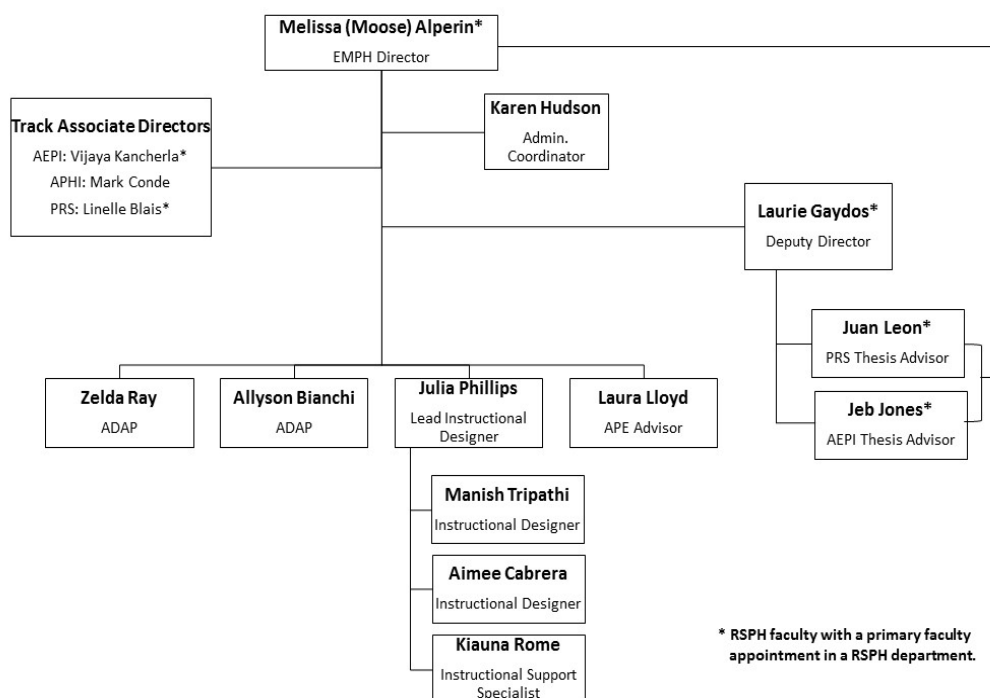 Melissa (Moose) Alperin*
EMPH Director
Karen Hudson
Admin.
Coordinator
Track Associate Directors
AEPI: Vijaya Kancherla*
APHI: Mark Conde
PRS: Linelle Blais*
Laurie Gaydos*
Deputy Director
Juan Leon*
PRS Thesis Advisor
Jeb Jones*
AEPI Thesis Advisor
Zelda Ray
ADAP
Allyson Bianchi
ADAP
Julia Phillips
Lead Instructional
Designer
Laura Lloyd
APE Advisor
Manish Tripathi
Instructional Designer
Aimee Cabrera
Instructional Designer
Kiauna Rome
Instructional Support
Specialist
* RSPH faculty with a primary faculty
appointment in a RSPH department.